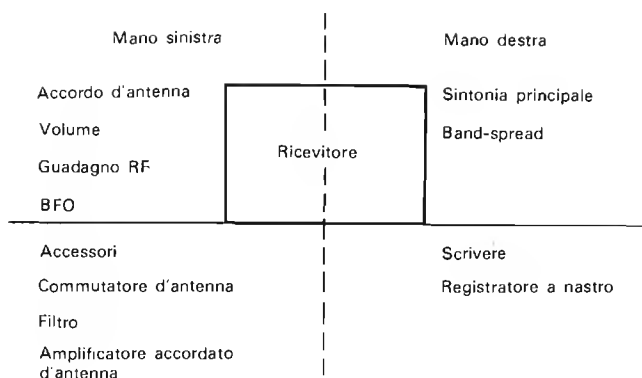 Mano sinistra
Mano destra
Accordo d'antenna
Volume
Guadagno RF
BFO
Ricevitore
Sintonia principale
Band-spread
Accessori
Commutatore d'antenna
Filtro
Amplificatore accordato
d'antenna
Scrivere
Registratore a nastro